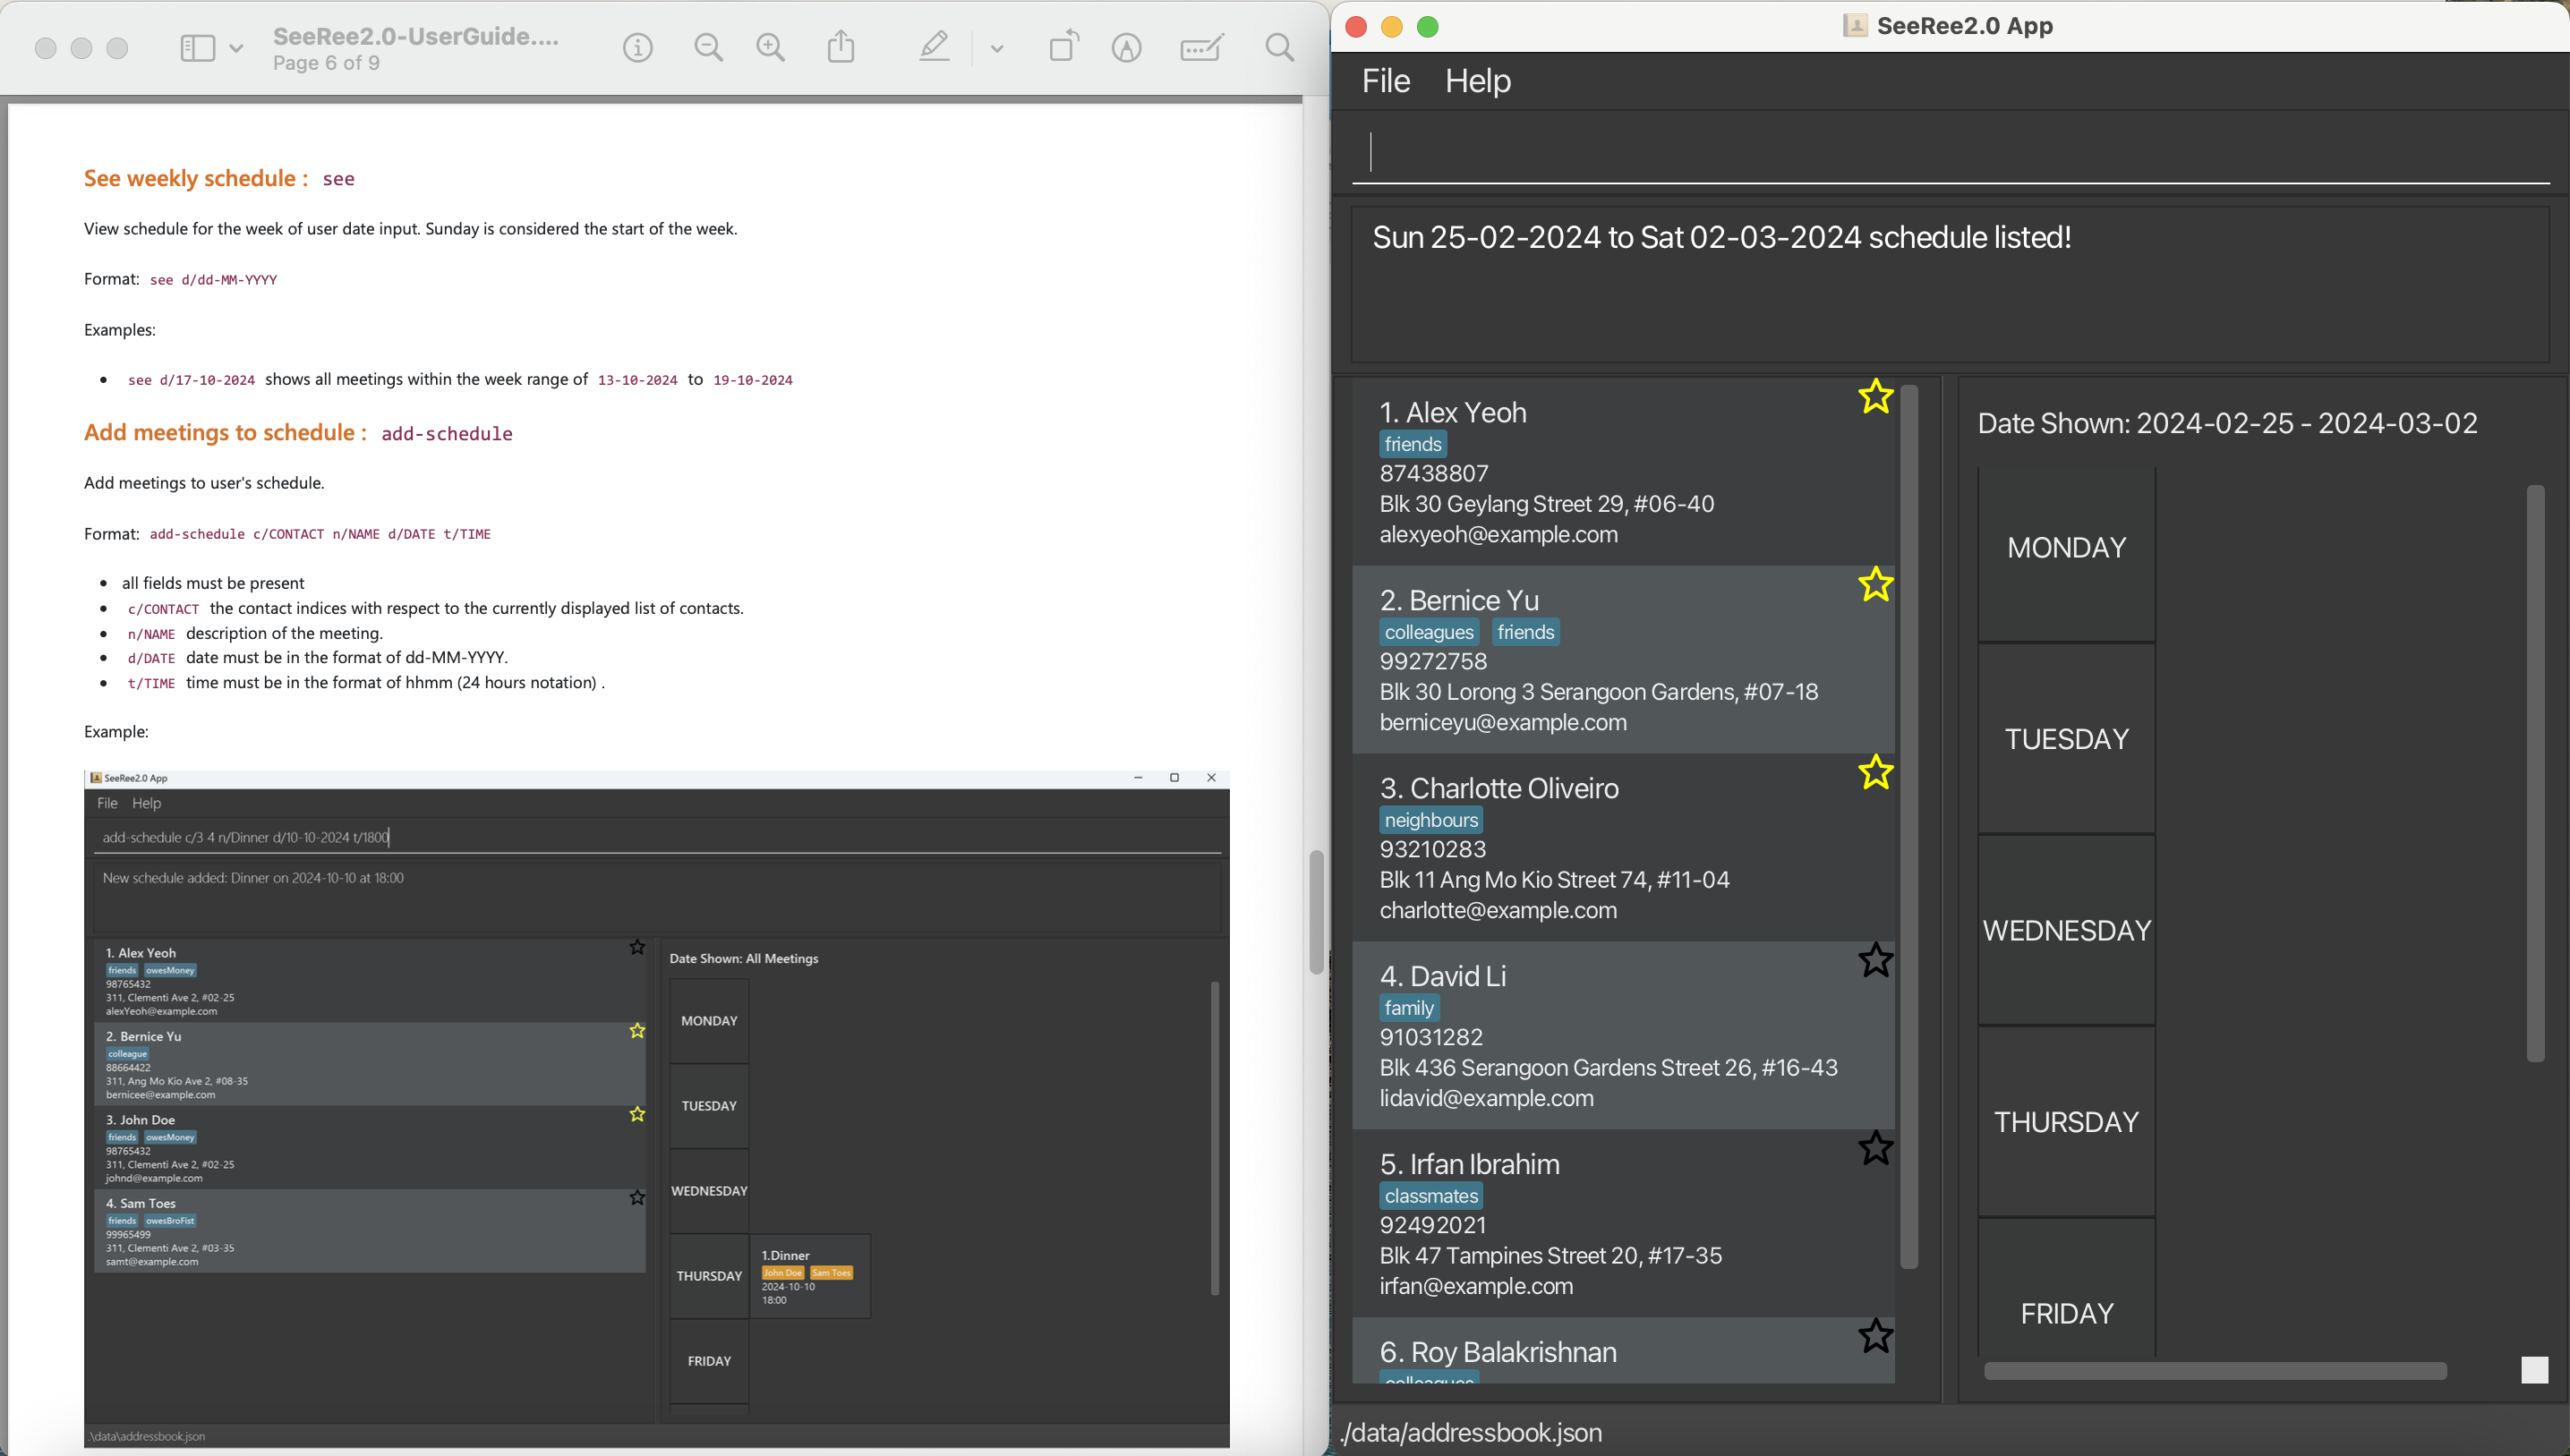 SeeRee2.0-UserGuide....
Page 6 of 9
See weekly schedule : see
View schedule for the week of user date input. Sunday is considered the start of the week.
Format: see d/dd-MM-YYYY
Examples:
• see d/17-10-2024 shows all meetings within the week range of 13-10-2024 to 19-10-2024
Add meetings to schedule : add-schedule
Add meetings to user's schedule.
Format: add-schedule c/CONTACT n/NAME d/DATE t/TIME
• all fields must be present
• c/CONTACT the contact indices with respect to the currently displayed list of contacts.
• n/NAME description of the meeting.
• d/DATE date must be in the format of dd-MM-YYYY.
• t/TIME time must be in the format of hhmm (24 hours notation) .
Example:
SeeRee2.0 App
File Help
add-schedule c/3 4 n/Dinner d/10-10-2024 t/1800
New schedule added: Dinner on 2024-10-10 at 18:00
1. Alex Yeoh
friends owesMoney
98765432
311, Clementi Ave 2, #02-25
alexYeoh@example.com
2. Bernice Yu
colleague
88664422
311, Ang Mo Kio Ave 2, #08-35
bernicee@example.com
3. John Doe
friends owesMoney
98765432
311, Clementi Ave 2, #02-25
johnd@example.com
4. Sam Toes
friends owesBroFist
99965499
311, Clementi Ave 2, #03-35
samt@example.com
Date Shown: All Meetings
MONDAY
TUESDAY
WEDNESDAY
THURSDAY
1.Dinner
John Doe Sam Toes
2024-10-10
18:00
FRIDAY
.\data\addressbook.json
SeeRee2.0 App
File Help
Sun 25-02-2024 to Sat 02-03-2024 schedule listed!
1. Alex Yeoh
friends
87438807
Blk 30 Geylang Street 29, #06-40
alexyeoh@example.com
2. Bernice Yu
colleagues friends
99272758
Blk 30 Lorong 3 Serangoon Gardens, #07-18
berniceyu@example.com
3. Charlotte Oliveiro
neighbours
93210283
Blk 11 Ang Mo Kio Street 74, #11-04
charlotte@example.com
4. David Li
family
91031282
Blk 436 Serangoon Gardens Street 26, #16-43
lidavid@example.com
5. Irfan Ibrahim
classmates
92492021
Blk 47 Tampines Street 20, #17-35
irfan@example.com
6. Roy Balakrishnan
colleagues
Date Shown: 2024-02-25 - 2024-03-02
MONDAY
TUESDAY
WEDNESDAY
THURSDAY
FRIDAY
./data/addressbook.json